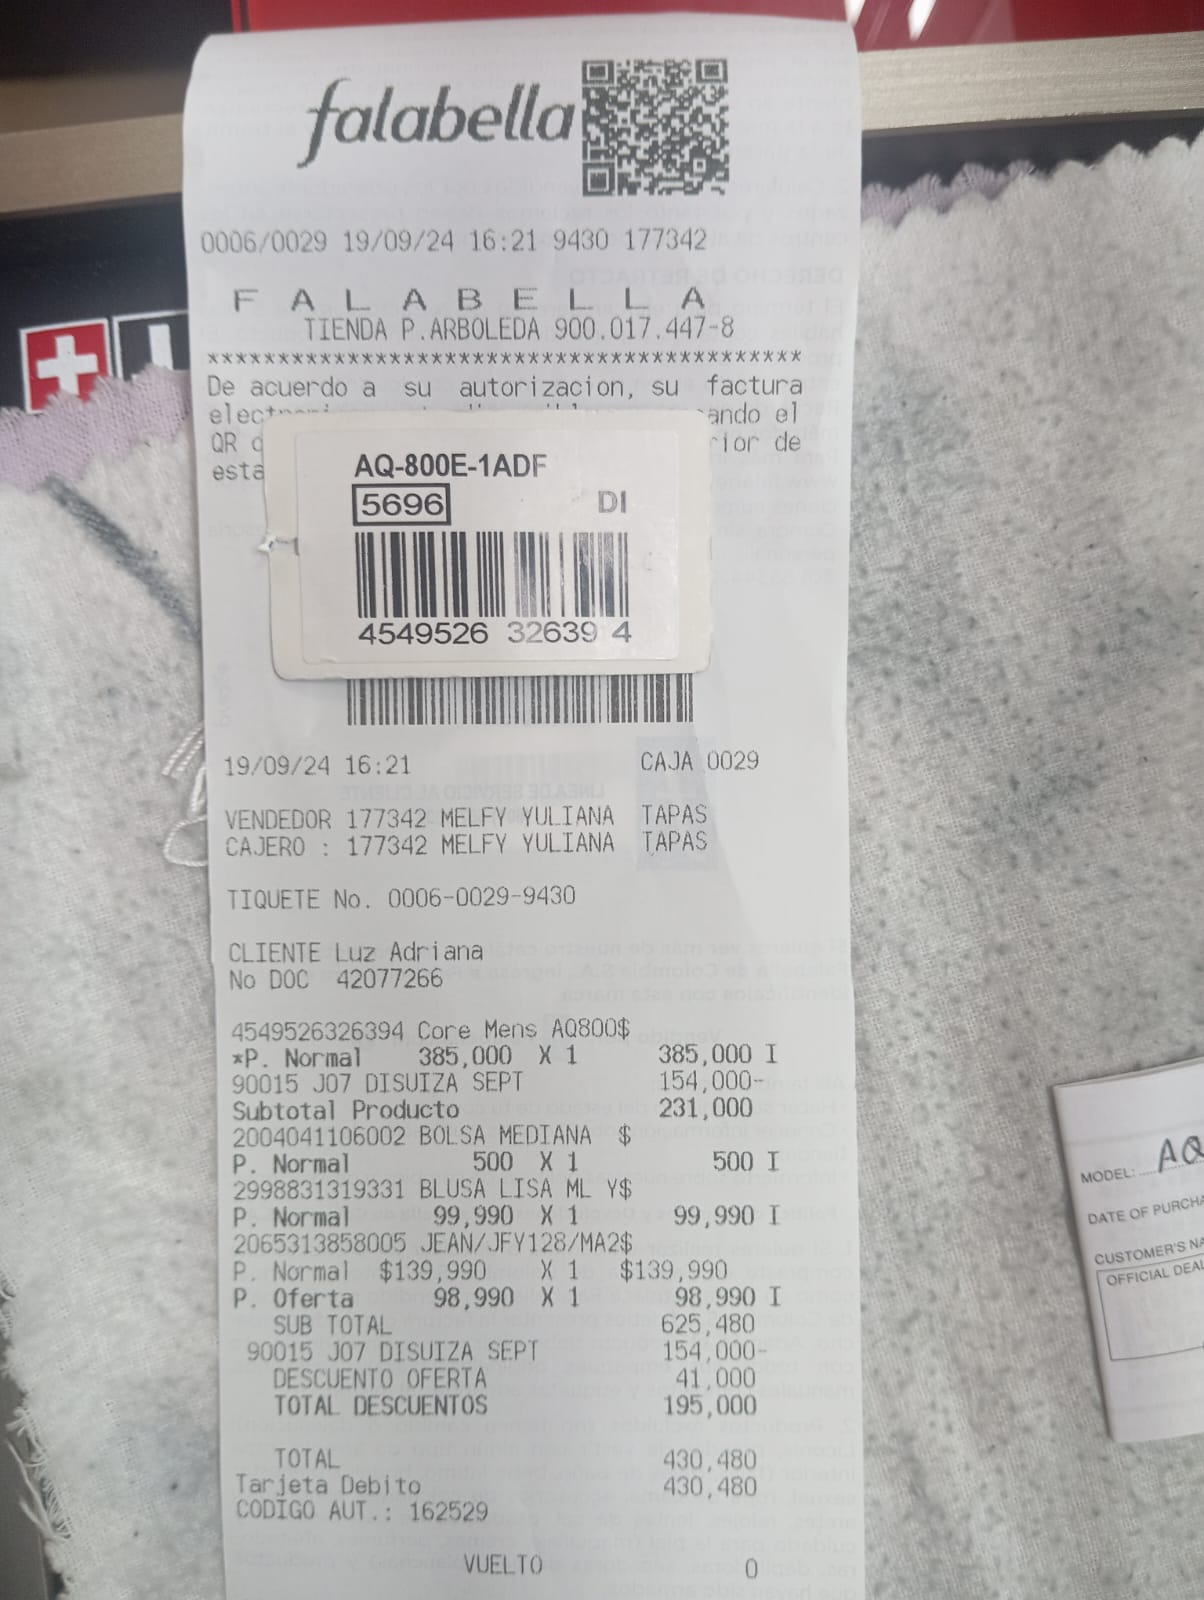 falabella
0006/0029 19/09/24 16:21 9430 177342
F A L A B E L L A
TIENDA P.ARBOLEDA 900.017.447-8
******************************************
De acuerdo a su autorizacion, su factura
el
QR
esta
AQ-800E-1ADF
5696 DI
4549526 32639 4
19/09/24 16:21 CAJA 0029
VENDEDOR 177342 MELFY YULIANA TAPAS
CAJERO : 177342 MELFY YULIANA TAPAS
TIQUETE No. 0006-0029-9430
CLIENTE Luz Adriana
No DOC 42077266
4549526326394 Core Mens AQ800$
*P. Normal 385,000 X 1 385,000 I
90015 J07 DISUIZA SEPT 154,000-
Subtotal Producto 231,000
2004041106002 BOLSA MEDIANA $
P. Normal 500 X 1 500 I
2998831319331 BLUSA LISA ML Y$
P. Normal 99,990 X 1 99,990 I
2065313858005 JEAN/JFY128/MA2$
P. Normal $139,990 X 1 $139,990
P. Oferta 98,990 X 1 98,990 I
SUB TOTAL 625,480
90015 J07 DISUIZA SEPT 154,000-
DESCUENTO OFERTA 41,000
TOTAL DESCUENTOS 195,000
TOTAL 430,480
Tarjeta Debito 430,480
CODIGO AUT.: 162529
VUELTO 0
MODEL: AQ
DATE OF PURCHA
CUSTOMER'S NA
OFFICIAL DEAL